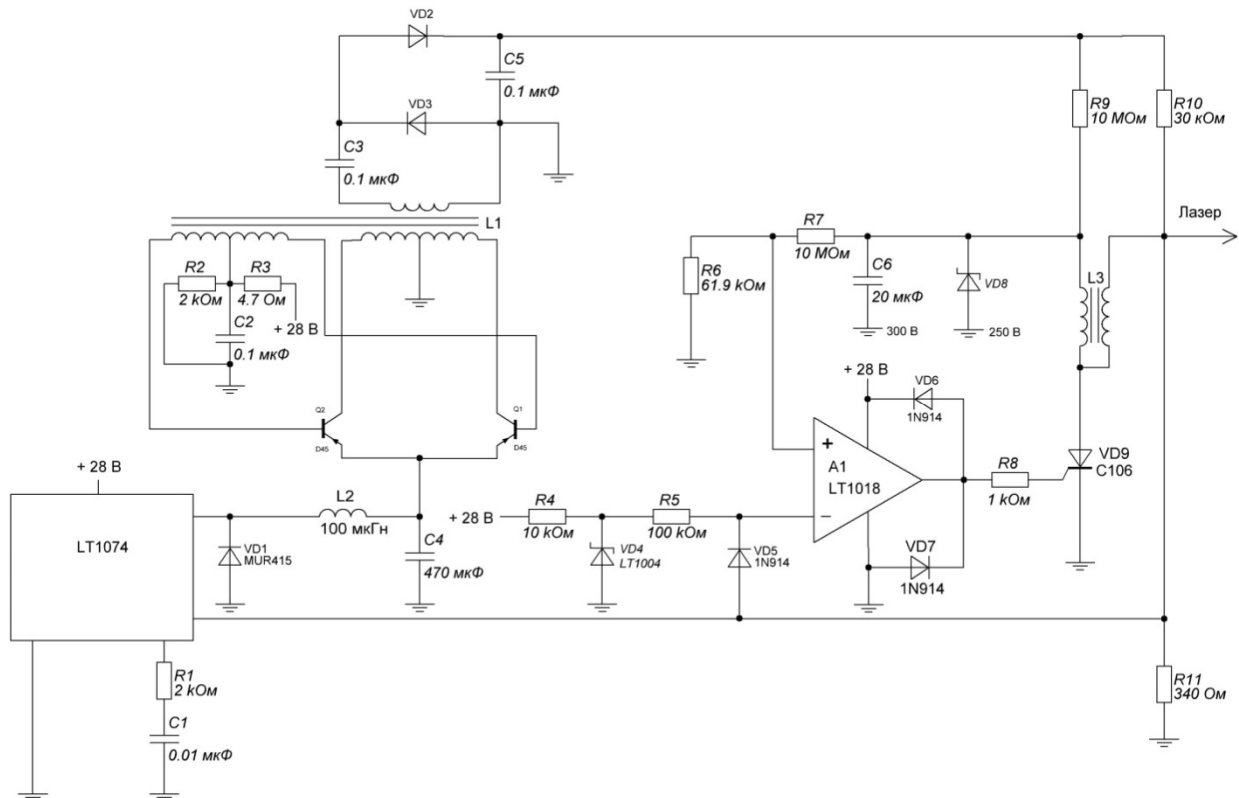 VD2
C5
0.1 мкФ
VD3
C3
0.1 мкФ
R9
10 МОм
R10
30 кОм
Лазер
L1
R2
2 кОм
R3
4.7 Ом
+ 28 В
C2
0.1 мкФ
R7
10 МОм
R6
61.9 кОм
C6
20 мкФ
300 В
VD8
250 В
L3
+ 28 В
VD6
1N914
Q2
D45
Q1
D45
+
A1
LT1018
−
R8
1 кОм
VD9
C106
VD7
1N914
+ 28 В
LT1074
L2
100 мкГн
VD1
MUR415
C4
470 мкФ
+ 28 В
R4
10 кОм
R5
100 кОм
VD4
LT1004
VD5
1N914
R1
2 кОм
C1
0.01 мкФ
R11
340 Ом